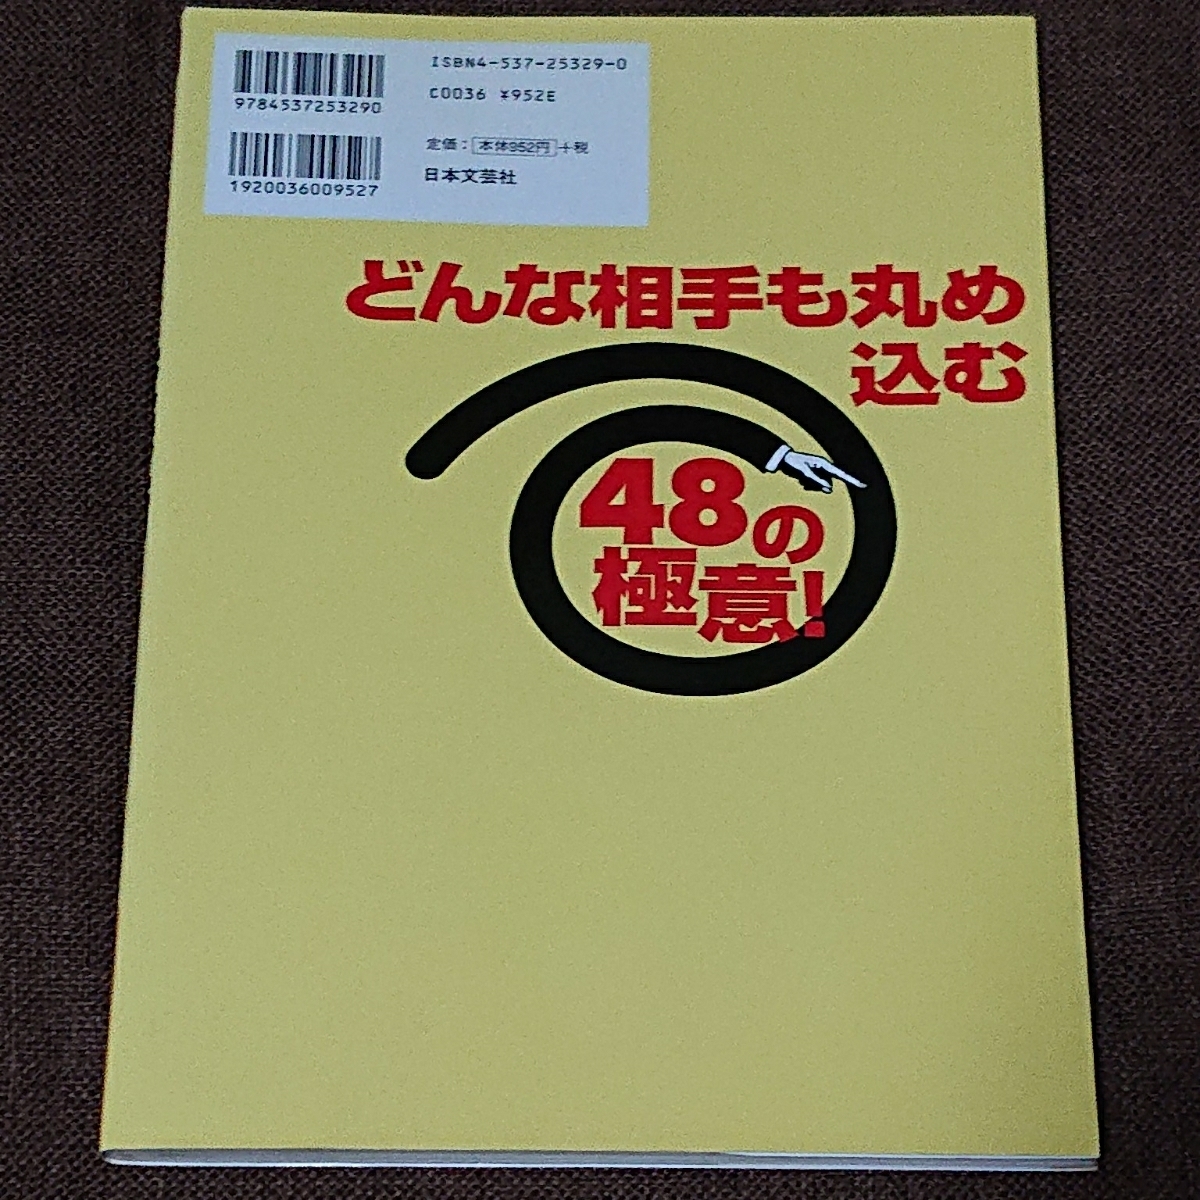 ISBN4-537-25329-0
9784537253290
C0036 ¥952E
定価：本体952円+税
1920036009527
日本文芸社
どんな相手も丸め
込む
48の
極意!